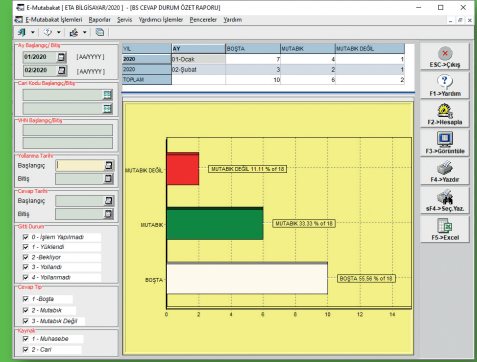 E-Mutabakat [ ETA BİLGİSAYAR/2020 ] - [BS CEVAP DURUM ÖZET RAPORU]
E-Mutabakat İşlemleri Raporlar Servis Yardımcı İşlemler Pencereler Yardım
Ay Başlangıç/ Bitiş
01/2020 [AA/YYYY]
02/2020 [AA/YYYY]
Cari Kodu Başlangıç/Bitiş
VHN Başlangıç/Bitiş
Yollanma Tarihi
Başlangıç
Bitiş
Cevap Tarihi
Başlangıç
Bitiş
Gitti Durum
0 - İşlem Yapılmadı
1 - Yüklendi
2 -Bekliyor
3 - Yollandı
4 - Yollanmadı
Cevap Tip
1 -Boşta
2 - Mutabık
3 - Mutabık Değil
Kaynak
1 - Muhasebe
2 - Cari
YIL AY BOŞTA MUTABIK MUTABIK DEĞİL
2020 01-Ocak 7 4 1
2020 02-Şubat 3 2 1
TOPLAM 10 6 2
MUTABIK DEĞİL MUTABIK DEĞİL 11.11 % of 18
MUTABIK MUTABIK 33.33 % of 18
BOŞTA BOŞTA 55.56 % of 18
0 2 4 6 8 10 12 14
ESC->Çıkış
F1->Yardım
F2->Hesapla
F3->Görüntüle
F4->Yazdır
sF4->Seç.Yaz.
F5->Excel